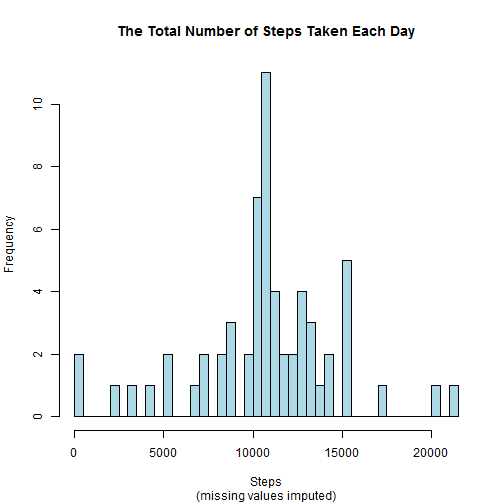 The Total Number of Steps Taken Each Day
Frequency
10
8
6
4
2
0
0 5000 10000 15000 20000
Steps
(missing values imputed)